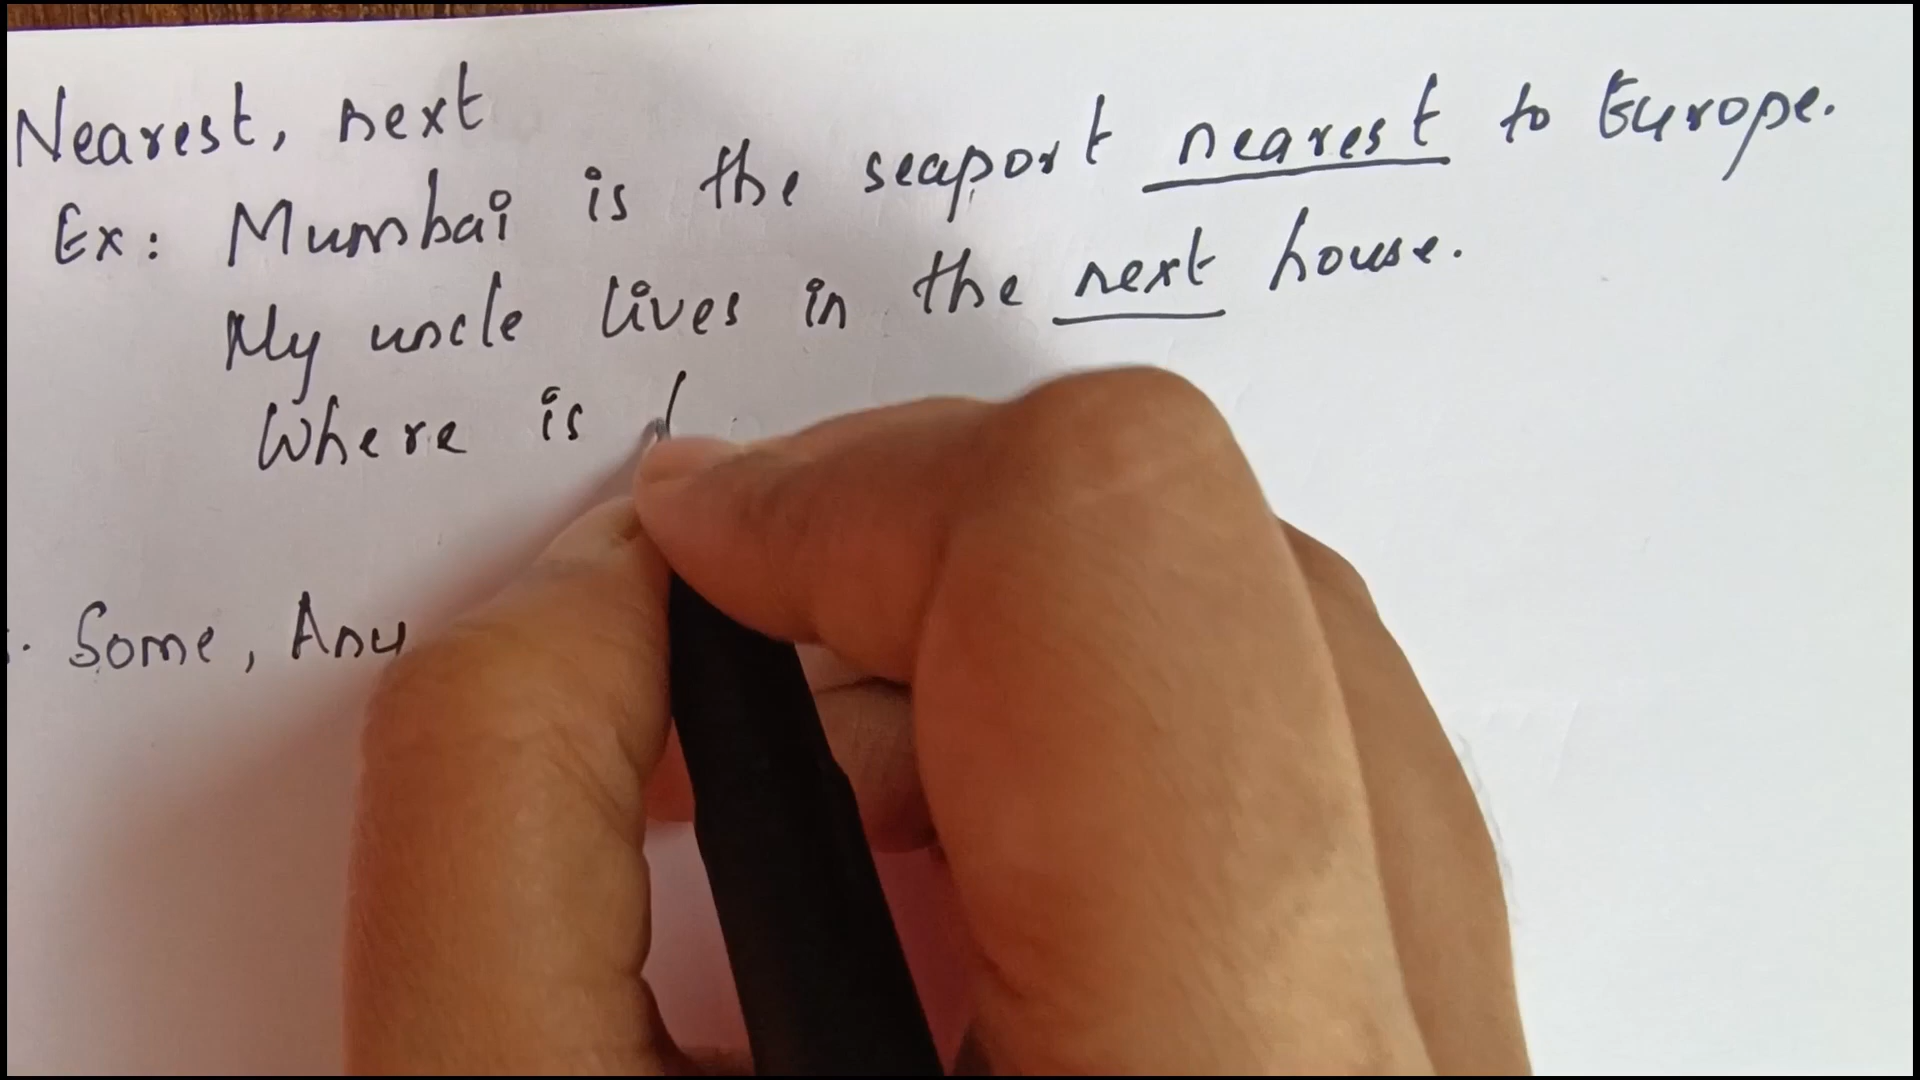 Nearest, next
Ex: Mumbai is the seaport nearest to Europe.
My uncle lives in the next house.
Where is
Some, Any